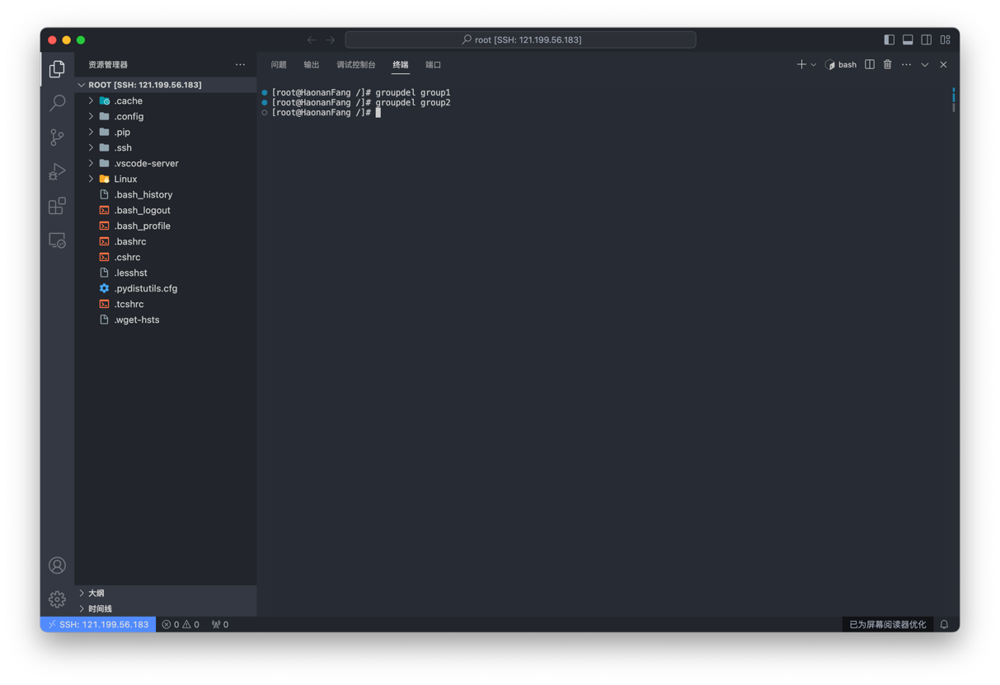 root [SSH: 121.199.56.183]
资源管理器
ROOT [SSH: 121.199.56.183]
.cache
.config
.pip
.ssh
.vscode-server
Linux
.bash_history
.bash_logout
.bash_profile
.bashrc
.cshrc
.lesshst
.pydistutils.cfg
.tcshrc
.wget-hsts
大纲
时间线
问题 输出 调试控制台 终端 端口
bash
[root@HaonanFang /]# groupdel group1
[root@HaonanFang /]# groupdel group2
[root@HaonanFang /]#
SSH: 121.199.56.183 0 0 0
已为屏幕阅读器优化